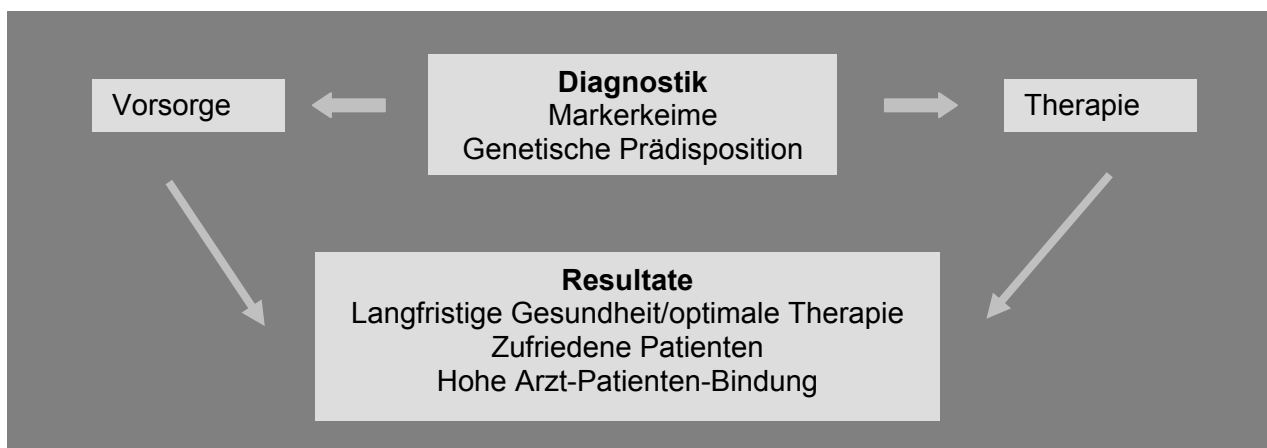 Diagnostik
Markerkeime
Genetische Prädisposition
Vorsorge
Therapie
Resultate
Langfristige Gesundheit/optimale Therapie
Zufriedene Patienten
Hohe Arzt-Patienten-Bindung